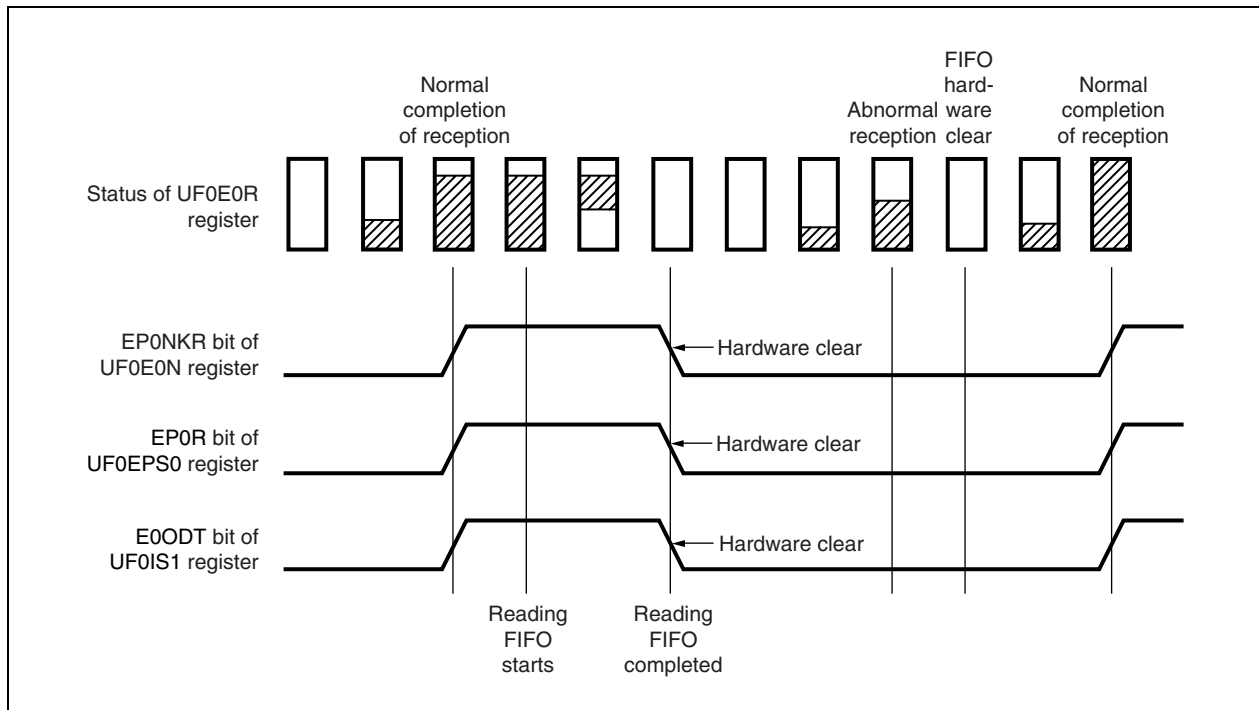 Normal
completion
of reception
Abnormal
reception
FIFO
hard-
ware
clear
Normal
completion
of reception
Status of UF0E0R
register
EP0NKR bit of
UF0E0N register
Hardware clear
EP0R bit of
UF0EPS0 register
Hardware clear
E0ODT bit of
UF0IS1 register
Hardware clear
Reading
FIFO
starts
Reading
FIFO
completed